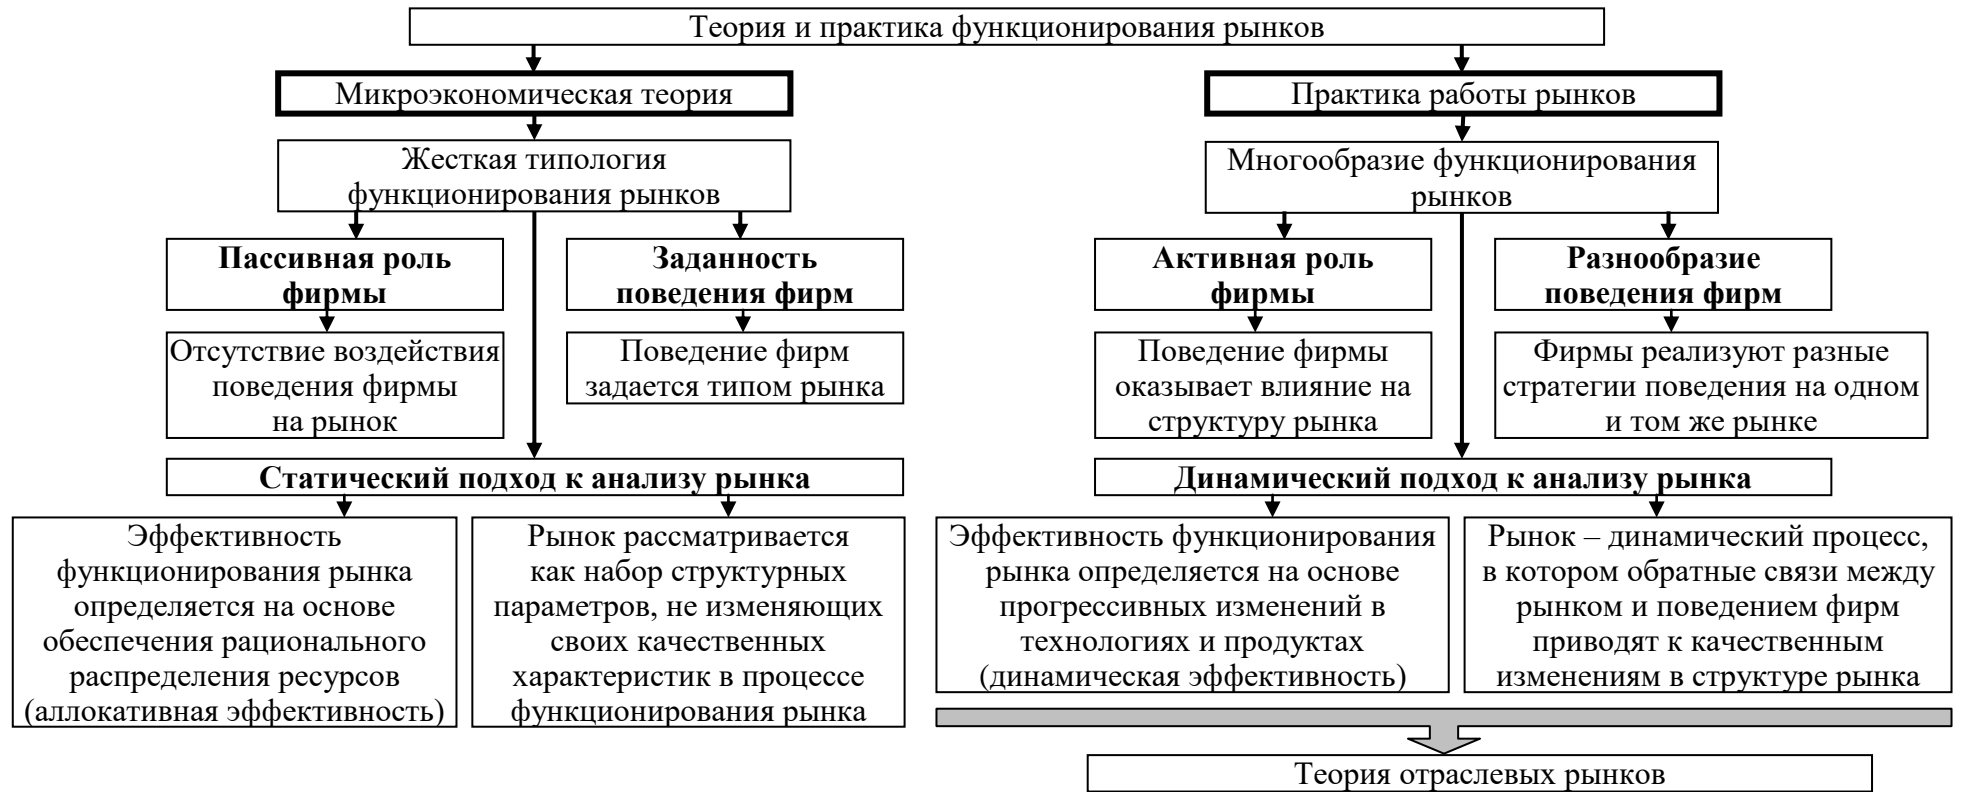 Теория и практика функционирования рынков
Микроэкономическая теория
Жесткая типология
функционирования рынков
Пассивная роль
фирмы
Отсутствие воздействия
поведения фирмы
на рынок
Заданность
поведения фирм
Поведение фирм
задается типом рынка
Статический подход к анализу рынка
Эффективность
функционирования рынка
определяется на основе
обеспечения рационального
распределения ресурсов
(аллокативная эффективность)
Рынок рассматривается
как набор структурных
параметров, не изменяющих
своих качественных
характеристик в процессе
функционирования рынка
Практика работы рынков
Многообразие функционирования
рынков
Активная роль
фирмы
Поведение фирмы
оказывает влияние на
структуру рынка
Разнообразие
поведения фирм
Фирмы реализуют разные
стратегии поведения на одном
и том же рынке
Динамический подход к анализу рынка
Эффективность функционирования
рынка определяется на основе
прогрессивных изменений в
технологиях и продуктах
(динамическая эффективность)
Рынок – динамический процесс,
в котором обратные связи между
рынком и поведением фирм
приводят к качественным
изменениям в структуре рынка
Теория отраслевых рынков